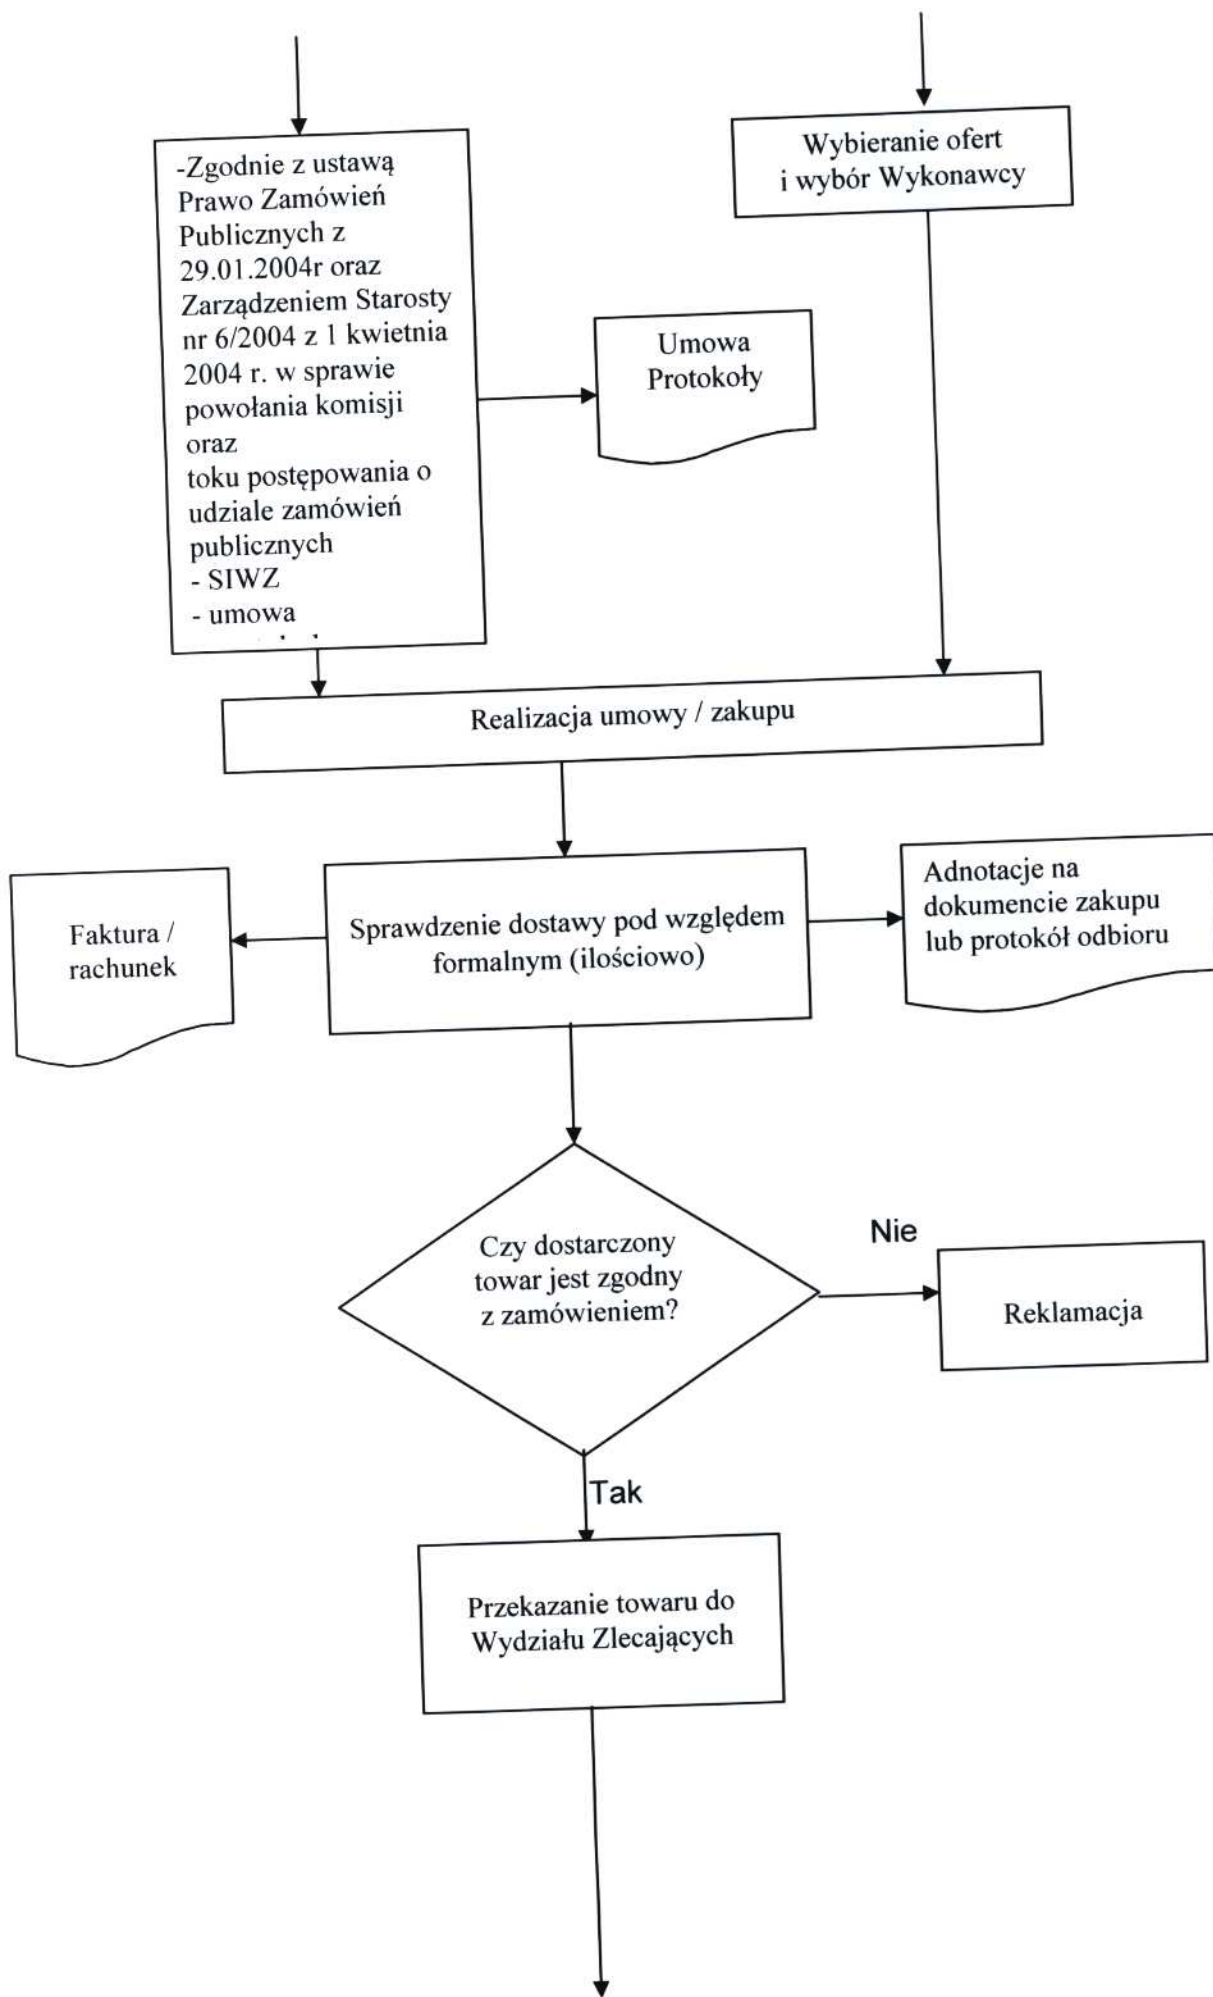 -Zgodnie z ustawą
Prawo Zamówień
Publicznych z
29.01.2004r oraz
Zarządzeniem Starosty
nr 6/2004 z 1 kwietnia
2004 r. w sprawie
powołania komisji
oraz
toku postępowania o
udziale zamówień
publicznych
- SIWZ
- umowa
Wybieranie ofert
i wybór Wykonawcy
Umowa
Protokoły
Realizacja umowy / zakupu
Faktura /
rachunek
Sprawdzenie dostawy pod względem
formalnym (ilościowo)
Adnotacje na
dokumencie zakupu
lub protokół odbioru
Czy dostarczony
towar jest zgodny
z zamówieniem?
Nie
Reklamacja
Tak
Przekazanie towaru do
Wydziału Zlecających